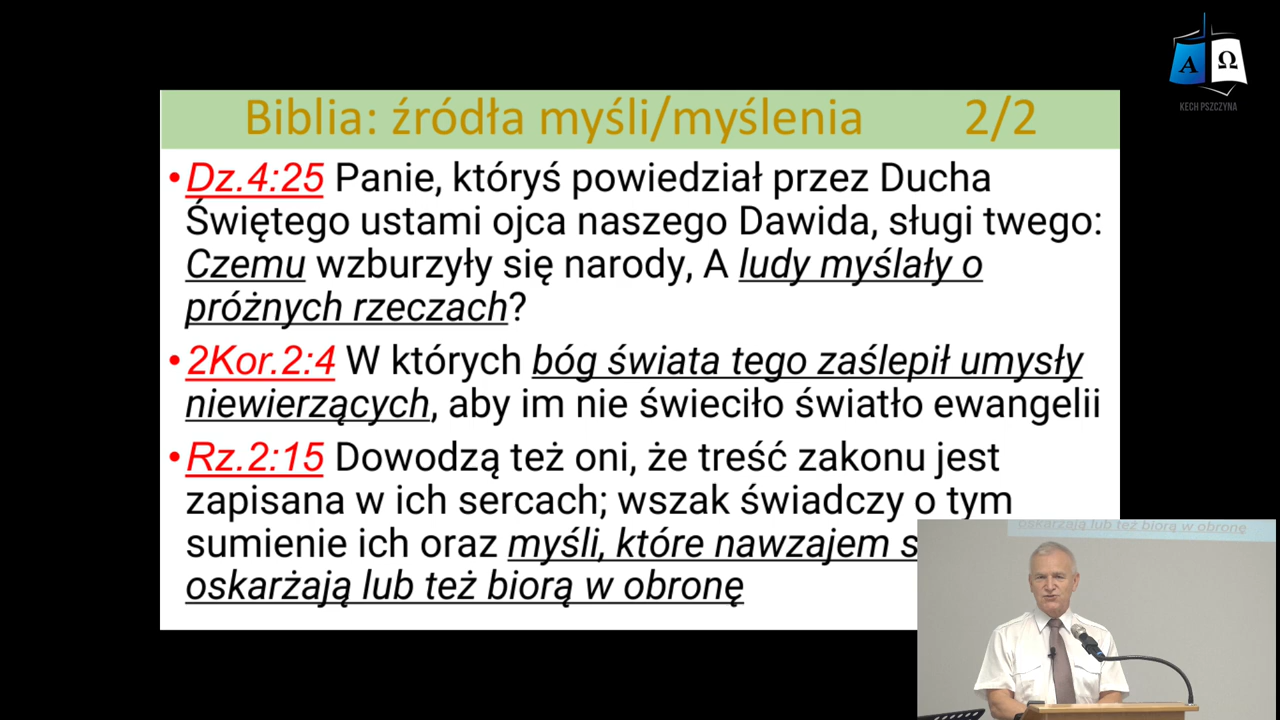 Α Ω
KECH PSZCZYNA
Biblia: źródła myśli/myślenia 2/2
•Dz.4:25 Panie, któryś powiedział przez Ducha
Świętego ustami ojca naszego Dawida, sługi twego:
Czemu wzburzyły się narody, A ludy myślały o
próżnych rzeczach?
•2Kor.2:4 W których bóg świata tego zaślepił umysły
niewierzących, aby im nie świeciło światło ewangelii
•Rz.2:15 Dowodzą też oni, że treść zakonu jest
zapisana w ich sercach; wszak świadczy o tym
sumienie ich oraz myśli, które nawzajem s
oskarżają lub też biorą w obronę
oskarżają lub też biorą w obronę